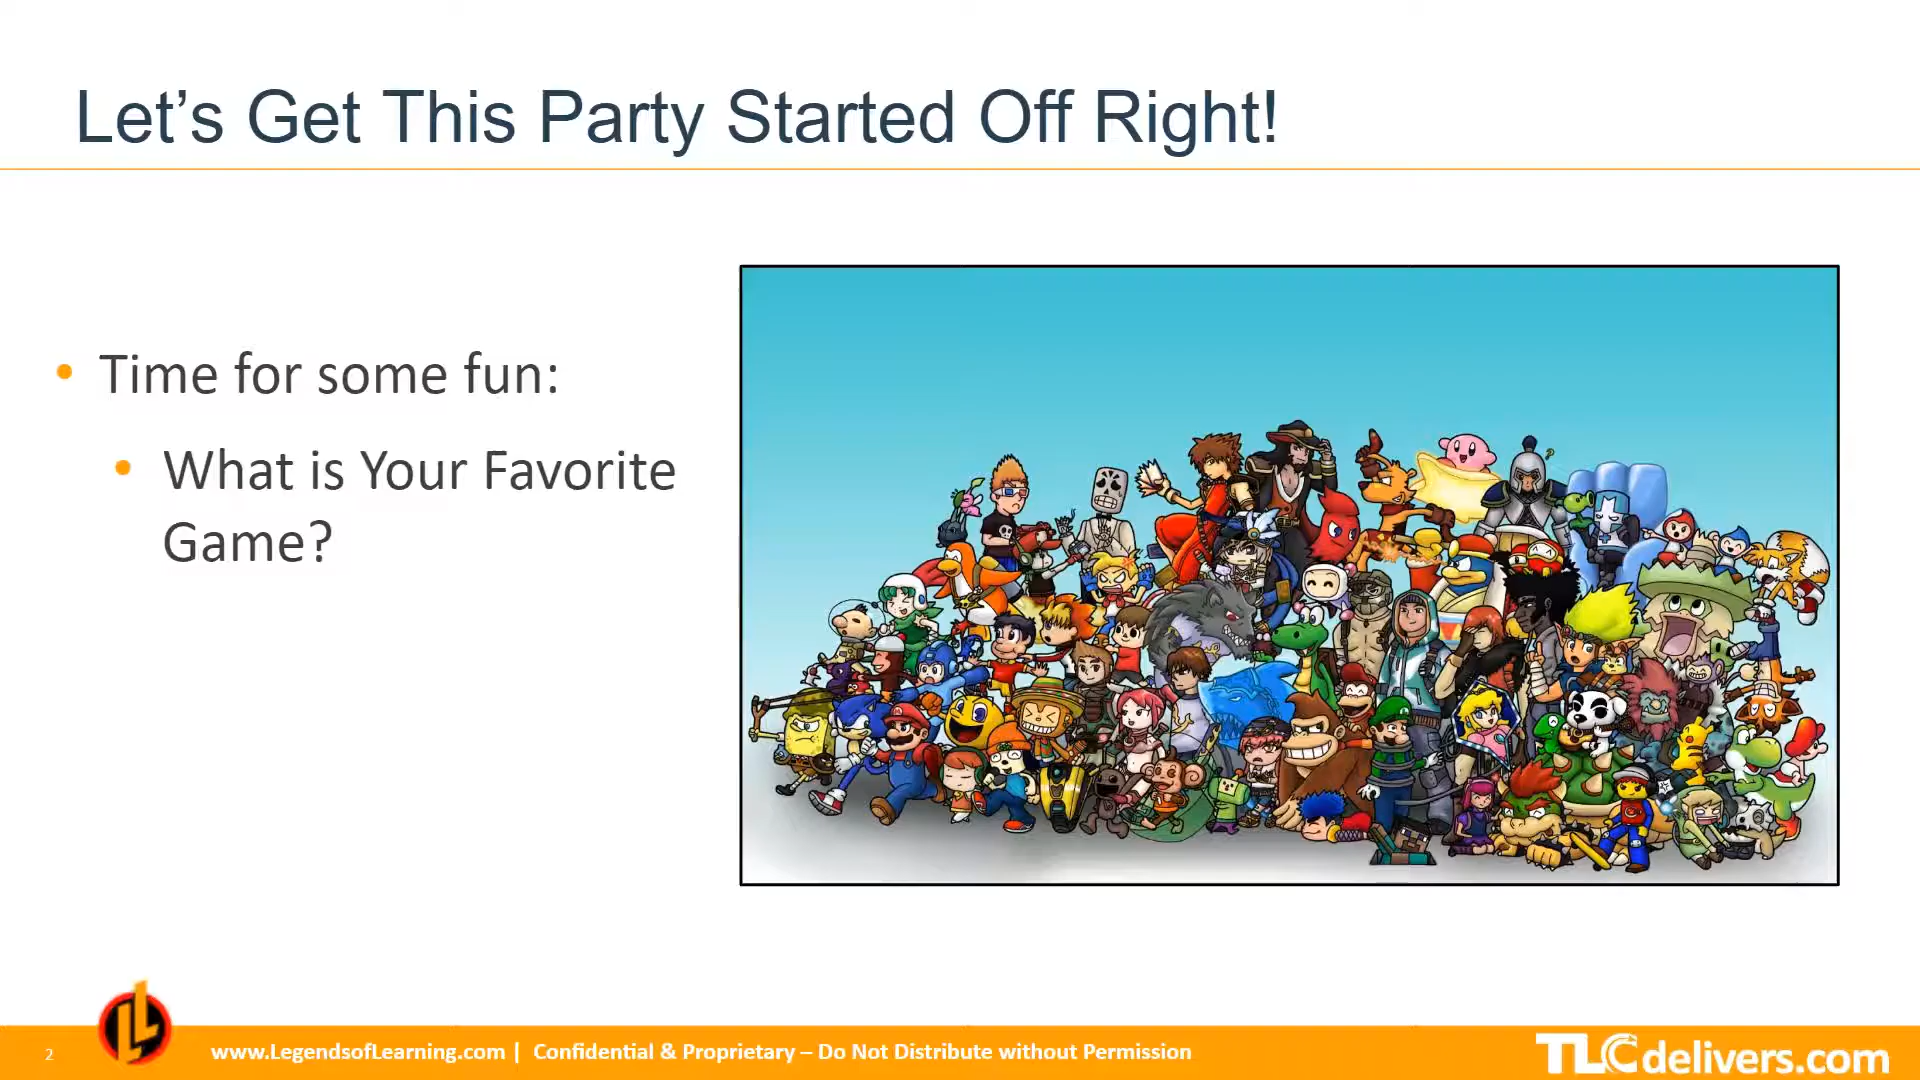 Let’s Get This Party Started Off Right!
• Time for some fun:
• What is Your Favorite
Game?
2
www.LegendsofLearning.com | Confidential & Proprietary – Do Not Distribute without Permission
TLCdelivers.com